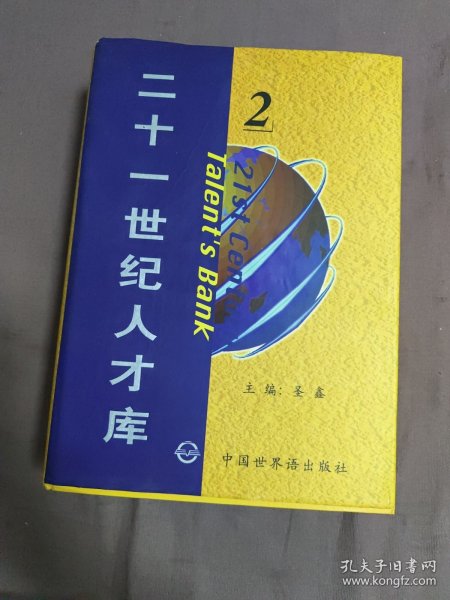 二十一世纪人才库
2
21st Cent
Talent's Bank
主编：圣鑫
中国世界语出版社
孔夫子旧书网
www.kongfz.com